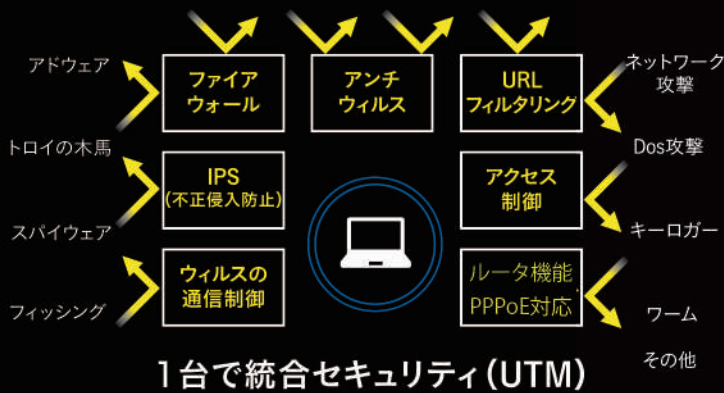 アドウェア
トロイの木馬
スパイウェア
フィッシング
ファイア
ウォール
アンチ
ウィルス
URL
フィルタリング
IPS
(不正侵入防止)
アクセス
制御
ウィルスの
通信制御
ルータ機能
PPPoE対応
ネットワーク
攻撃
Dos攻撃
キーロガー
ワーム
その他
1台で統合セキュリティ(UTM)